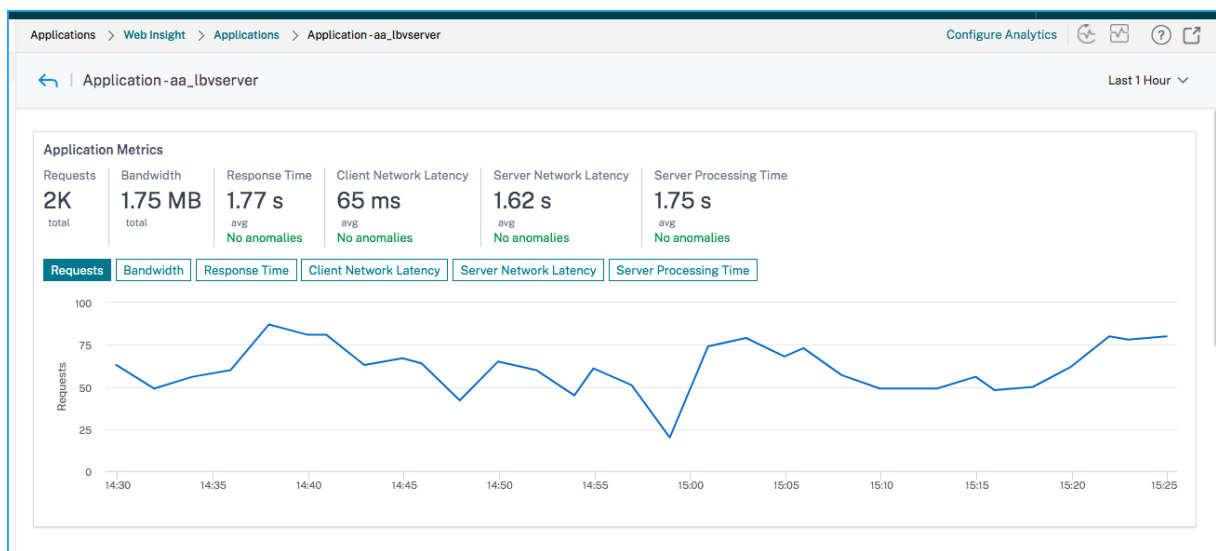 Applications > Web Insight > Applications > Application - aa_lbvserver Configure Analytics
Application - aa_lbvserver Last 1 Hour
Application Metrics
Requests Bandwidth Response Time Client Network Latency Server Network Latency Server Processing Time
2K 1.75 MB 1.77 s 65 ms 1.62 s 1.75 s
total total avg avg avg avg
No anomalies No anomalies No anomalies No anomalies
Requests Bandwidth Response Time Client Network Latency Server Network Latency Server Processing Time
100
75
50
25
0
Requests
14:30 14:35 14:40 14:45 14:50 14:55 15:00 15:05 15:10 15:15 15:20 15:25